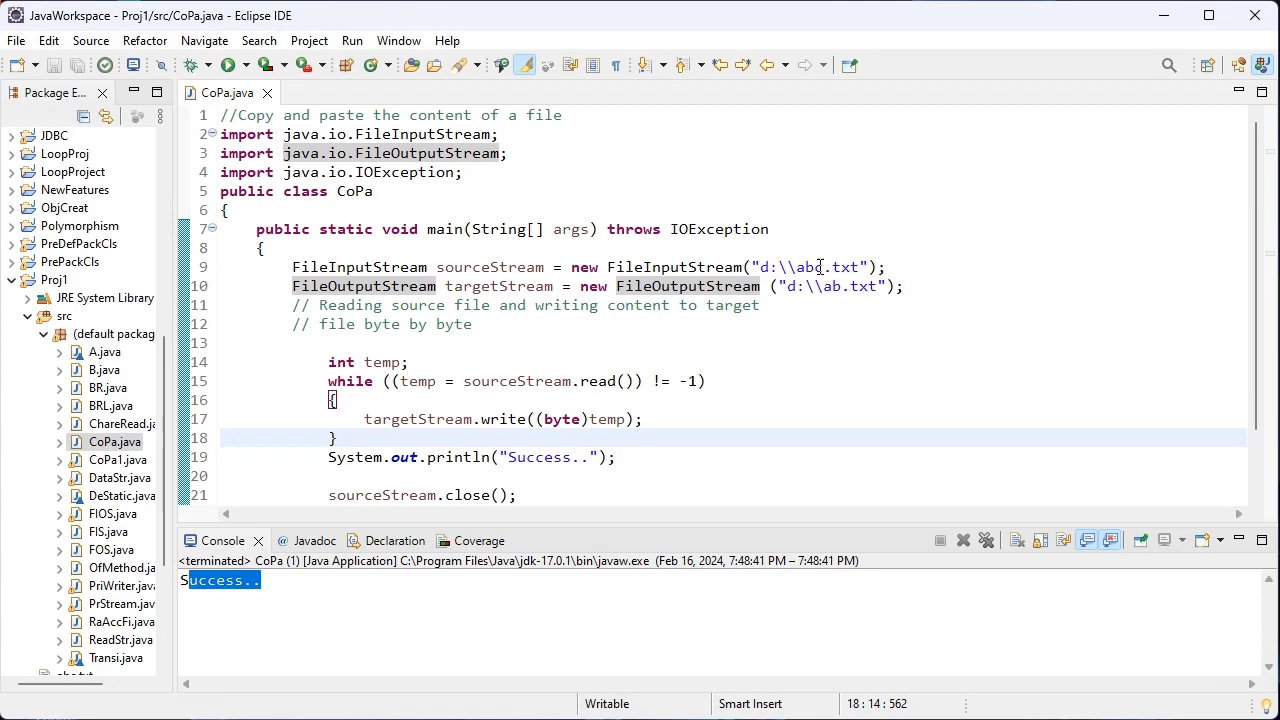 JavaWorkspace - Proj1/src/CoPa.java - Eclipse IDE
File Edit Source Refactor Navigate Search Project Run Window Help
Package E...
JDBC
LoopProj
LoopProject
NewFeatures
ObjCreat
Polymorphism
PreDefPackCls
PrePackCls
Proj1
JRE System Library
src
(default packag
A.java
B.java
BR.java
BRL.java
ChareRead.j
CoPa.java
CoPa1.java
DataStr.java
DeStatic.java
FIOS.java
FIS.java
FOS.java
OfMethod.ja
PriWriter.java
PrStream.jav
RaAccFi.java
ReadStr.java
Transi.java
CoPa.java
1 //Copy and paste the content of a file
2 import java.io.FileInputStream;
3 import java.io.FileOutputStream;
4 import java.io.IOException;
5 public class CoPa
6 {
7 public static void main(String[] args) throws IOException
8 {
9 FileInputStream sourceStream = new FileInputStream("d:\\abc.txt");
10 FileOutputStream targetStream = new FileOutputStream ("d:\\ab.txt");
11 // Reading source file and writing content to target
12 // file byte by byte
13
14 int temp;
15 while ((temp = sourceStream.read()) != -1)
16 {
17 targetStream.write((byte)temp);
18 }
19 System.out.println("Success..");
20
21 sourceStream.close();
Console Javadoc Declaration Coverage
<terminated> CoPa (1) [Java Application] C:\Program Files\Java\jdk-17.0.1\bin\javaw.exe (Feb 16, 2024, 7:48:41 PM – 7:48:41 PM)
Success..
Writable Smart Insert 18 : 14 : 562